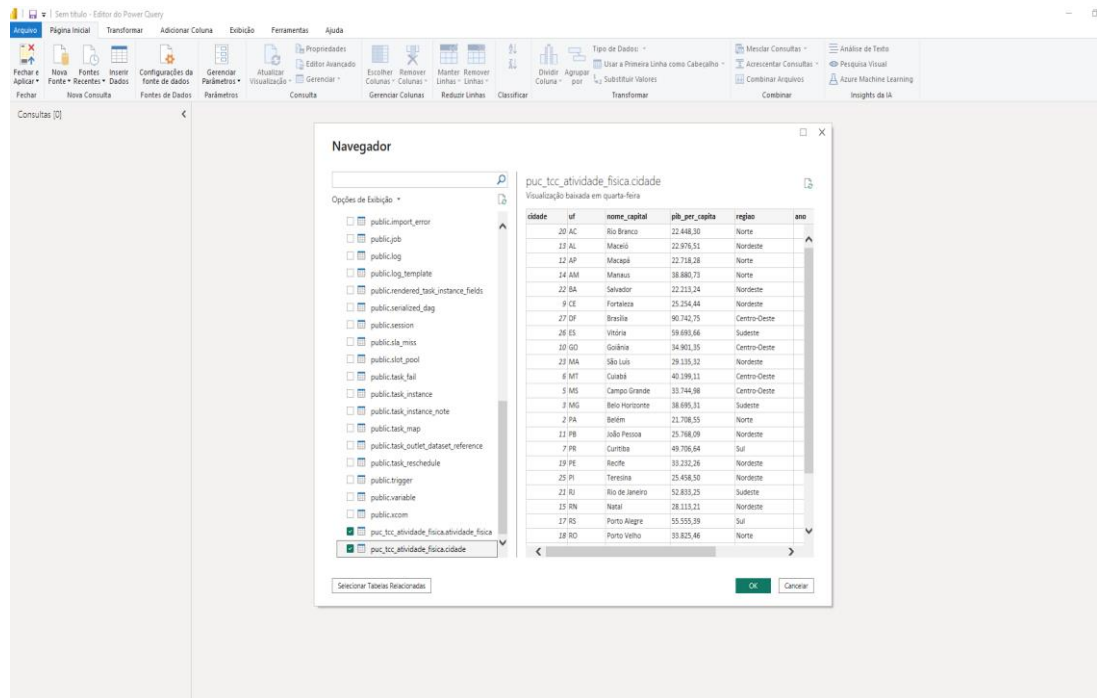 Sem título - Editor do Power Query
Arquivo Página Inicial Transformar Adicionar Coluna Exibição Ferramentas Ajuda
Fechar e Aplicar
Nova Fonte
Fontes Recentes
Inserir Dados
Configurações da fonte de dados
Gerenciar Parâmetros
Atualizar Visualização
Propriedades
Editor Avançado
Gerenciar
Escolher Colunas
Remover Colunas
Manter Linhas
Remover Linhas
Dividir Coluna
Agrupar por
Tipo de Dados:
Usar a Primeira Linha como Cabeçalho
Substituir Valores
Mesclar Consultas
Acrescentar Consultas
Combinar Arquivos
Análise de Texto
Pesquisa Visual
Azure Machine Learning
Fechar Nova Consulta Fontes de Dados Parâmetros Consulta Gerenciar Colunas Reduzir Linhas Classificar Transformar Combinar Insights da IA
Consultas [0]
Navegador
Opções de Exibição
public.import_error
public.job
public.log
public.log_template
public.rendered_task_instance_fields
public.serialized_dag
public.session
public.sla_miss
public.slot_pool
public.task_fail
public.task_instance
public.task_instance_note
public.task_map
public.task_outlet_dataset_reference
public.task_reschedule
public.trigger
public.variable
public.xcom
puc_tcc_atividade_fisica.atividade_fisica
puc_tcc_atividade_fisica.cidade
puc_tcc_atividade_fisica.cidade
Visualização baixada em quarta-feira
cidade uf nome_capital pib_per_capita regiao ano
20 AC Rio Branco 22.448,30 Norte
13 AL Maceió 22.976,51 Nordeste
12 AP Macapá 22.718,28 Norte
14 AM Manaus 38.880,73 Norte
22 BA Salvador 22.213,24 Nordeste
9 CE Fortaleza 25.254,44 Nordeste
27 DF Brasília 90.742,75 Centro-Oeste
26 ES Vitória 59.693,66 Sudeste
10 GO Goiânia 34.901,35 Centro-Oeste
23 MA São Luís 29.135,32 Nordeste
6 MT Cuiabá 40.199,11 Centro-Oeste
5 MS Campo Grande 33.744,98 Centro-Oeste
3 MG Belo Horizonte 38.695,31 Sudeste
2 PA Belém 21.708,55 Norte
11 PB João Pessoa 25.768,09 Nordeste
7 PR Curitiba 49.706,64 Sul
19 PE Recife 33.232,26 Nordeste
25 PI Teresina 25.458,50 Nordeste
21 RJ Rio de Janeiro 52.833,25 Sudeste
15 RN Natal 28.113,21 Nordeste
17 RS Porto Alegre 55.555,39 Sul
18 RO Porto Velho 33.825,46 Norte
Selecionar Tabelas Relacionadas OK Cancelar